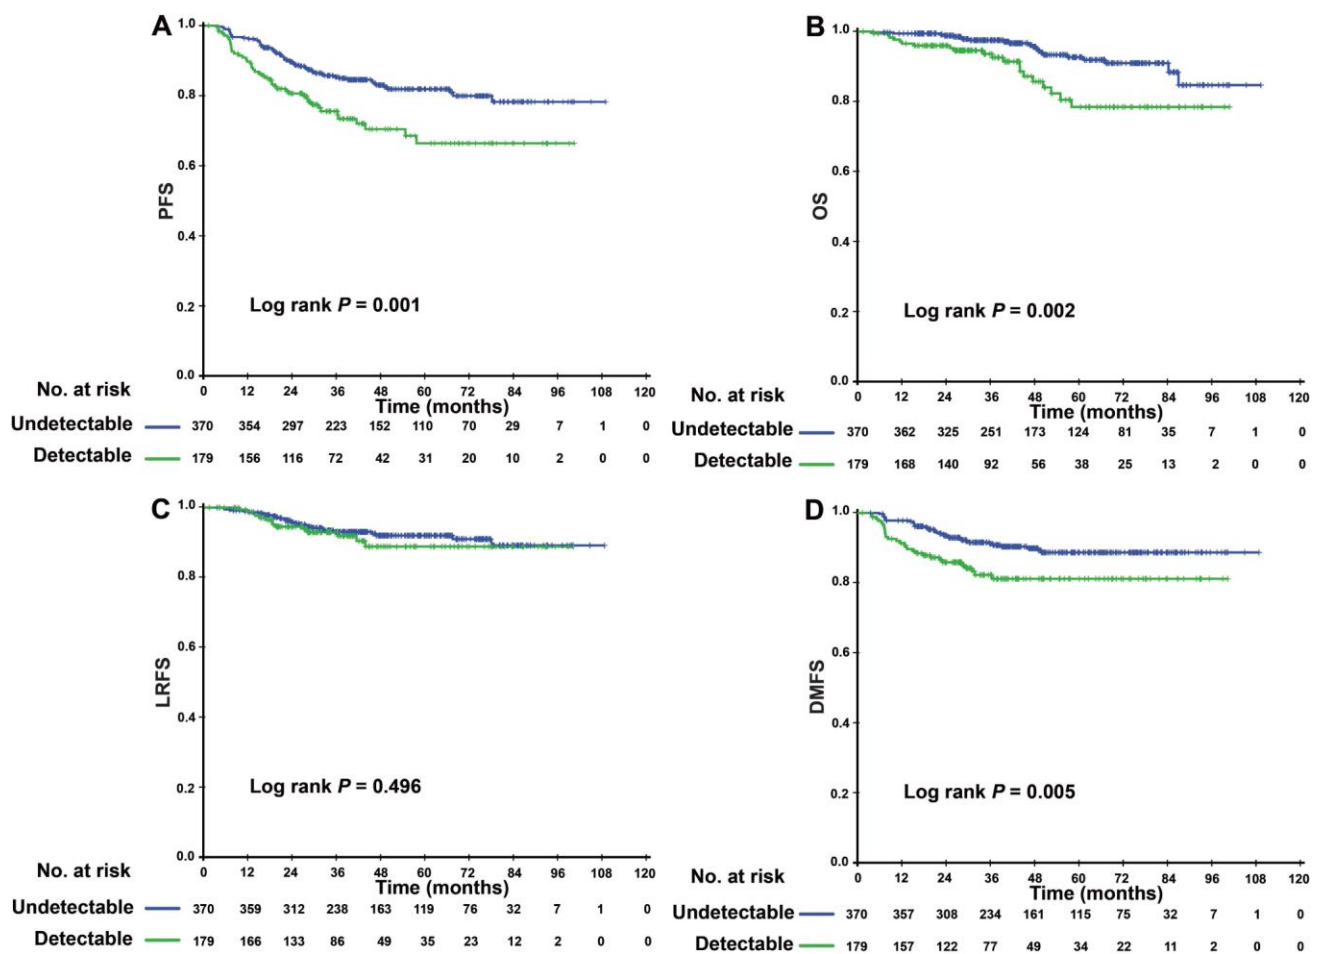 A
1.0
0.8
0.6
0.4
0.2
0.0
PFS
Log rank P = 0.001
0 12 24 36 48 60 72 84 96 108 120
Time (months)
No. at risk
Undetectable 370 354 297 223 152 110 70 29 7 1 0
Detectable 179 156 116 72 42 31 20 10 2 0 0
B
1.0
0.8
0.6
0.4
0.2
0.0
OS
Log rank P = 0.002
0 12 24 36 48 60 72 84 96 108 120
Time (months)
No. at risk
Undetectable 370 362 325 251 173 124 81 35 7 1 0
Detectable 179 168 140 92 56 38 25 13 2 0 0
C
1.0
0.8
0.6
0.4
0.2
0.0
LRFS
Log rank P = 0.496
0 12 24 36 48 60 72 84 96 108 120
Time (months)
No. at risk
Undetectable 370 359 312 238 163 119 76 32 7 1 0
Detectable 179 166 133 86 49 35 23 12 2 0 0
D
1.0
0.8
0.6
0.4
0.2
0.0
DMFS
Log rank P = 0.005
0 12 24 36 48 60 72 84 96 108 120
Time (months)
No. at risk
Undetectable 370 357 308 234 161 115 75 32 7 1 0
Detectable 179 157 122 77 49 34 22 11 2 0 0